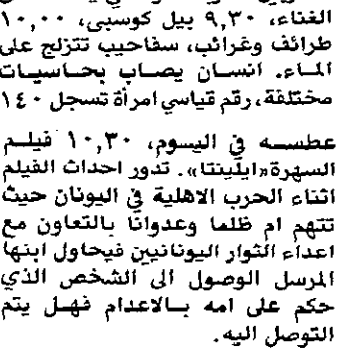 الغناء، ٩,٣٠ بيل كوسبي، ١٠,٠٠
طرائف وغرائب، سفاحيب تتزلج على
الماء. انسان يصاب بحاسيات
مختلفة، رقم قياسي امرأة تسجل ١٤٠
عطسه في اليوم، ١٠,٣٠ فيلم
السهرة «ايلينتا». تدور احداث الفيلم
اثناء الحرب الاهلية في اليونان حيث
تتهم ام ظلما وعدوانا بالتعاون مع
اعداء الثوار اليونانيين فيحاول ابنها
المرسل الوصول الى الشخص الذي
حكم على امه بالاعدام فهل يتم
التوصل اليه.